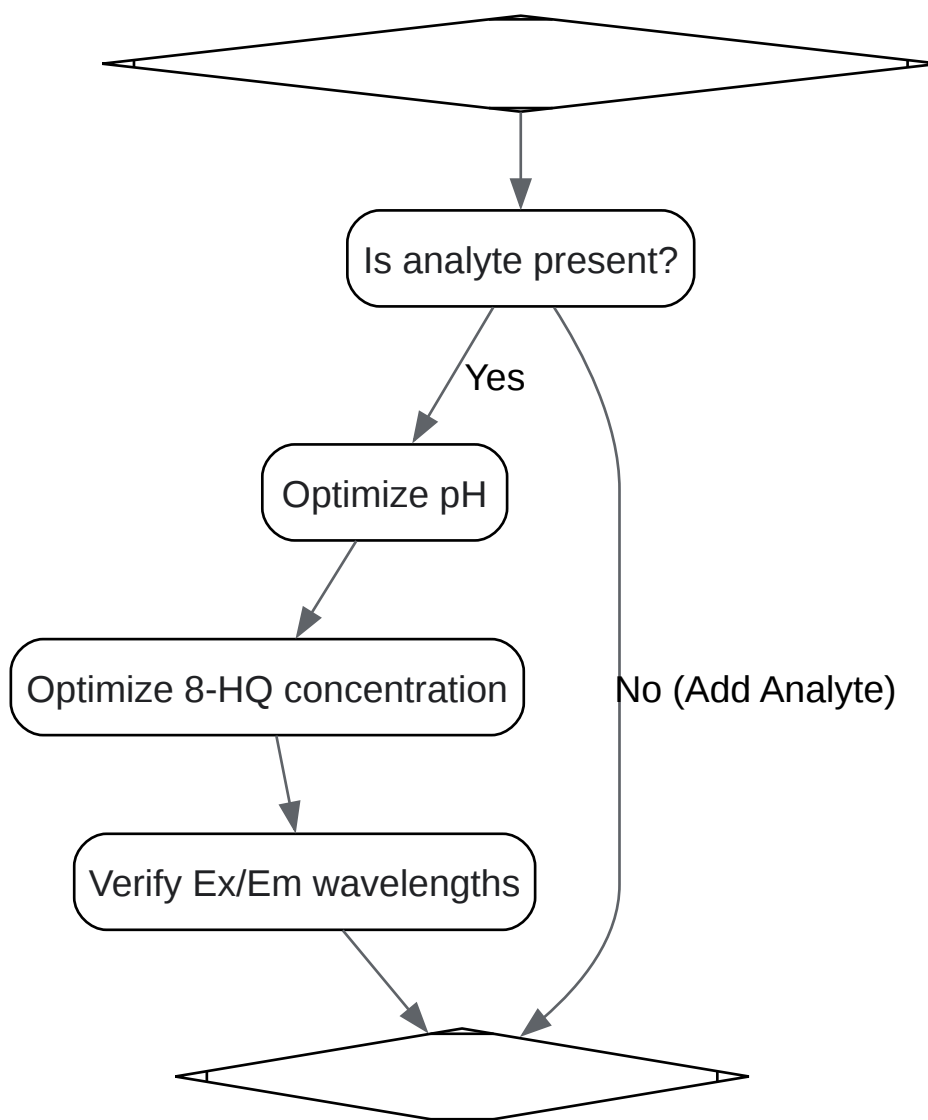 Is analyte present?
Yes
Optimize pH
Optimize 8-HQ concentration
No (Add Analyte)
Verify Ex/Em wavelengths